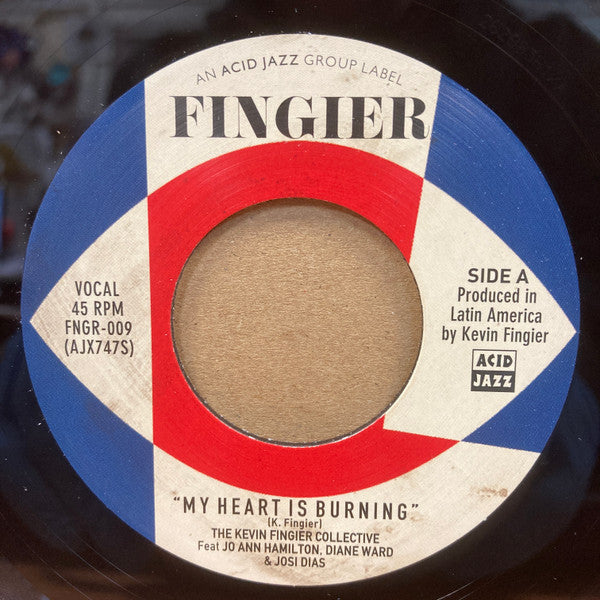 AN ACID JAZZ GROUP LABEL
FINGIER
VOCAL
45 RPM
FNGR-009
(AJX747S)
SIDE A
Produced in
Latin America
by Kevin Fingier
ACID
JAZZ
"MY HEART IS BURNING"
(K. Fingier)
THE KEVIN FINGIER COLLECTIVE
Feat JO ANN HAMILTON, DIANE WARD
& JOSI DIAS